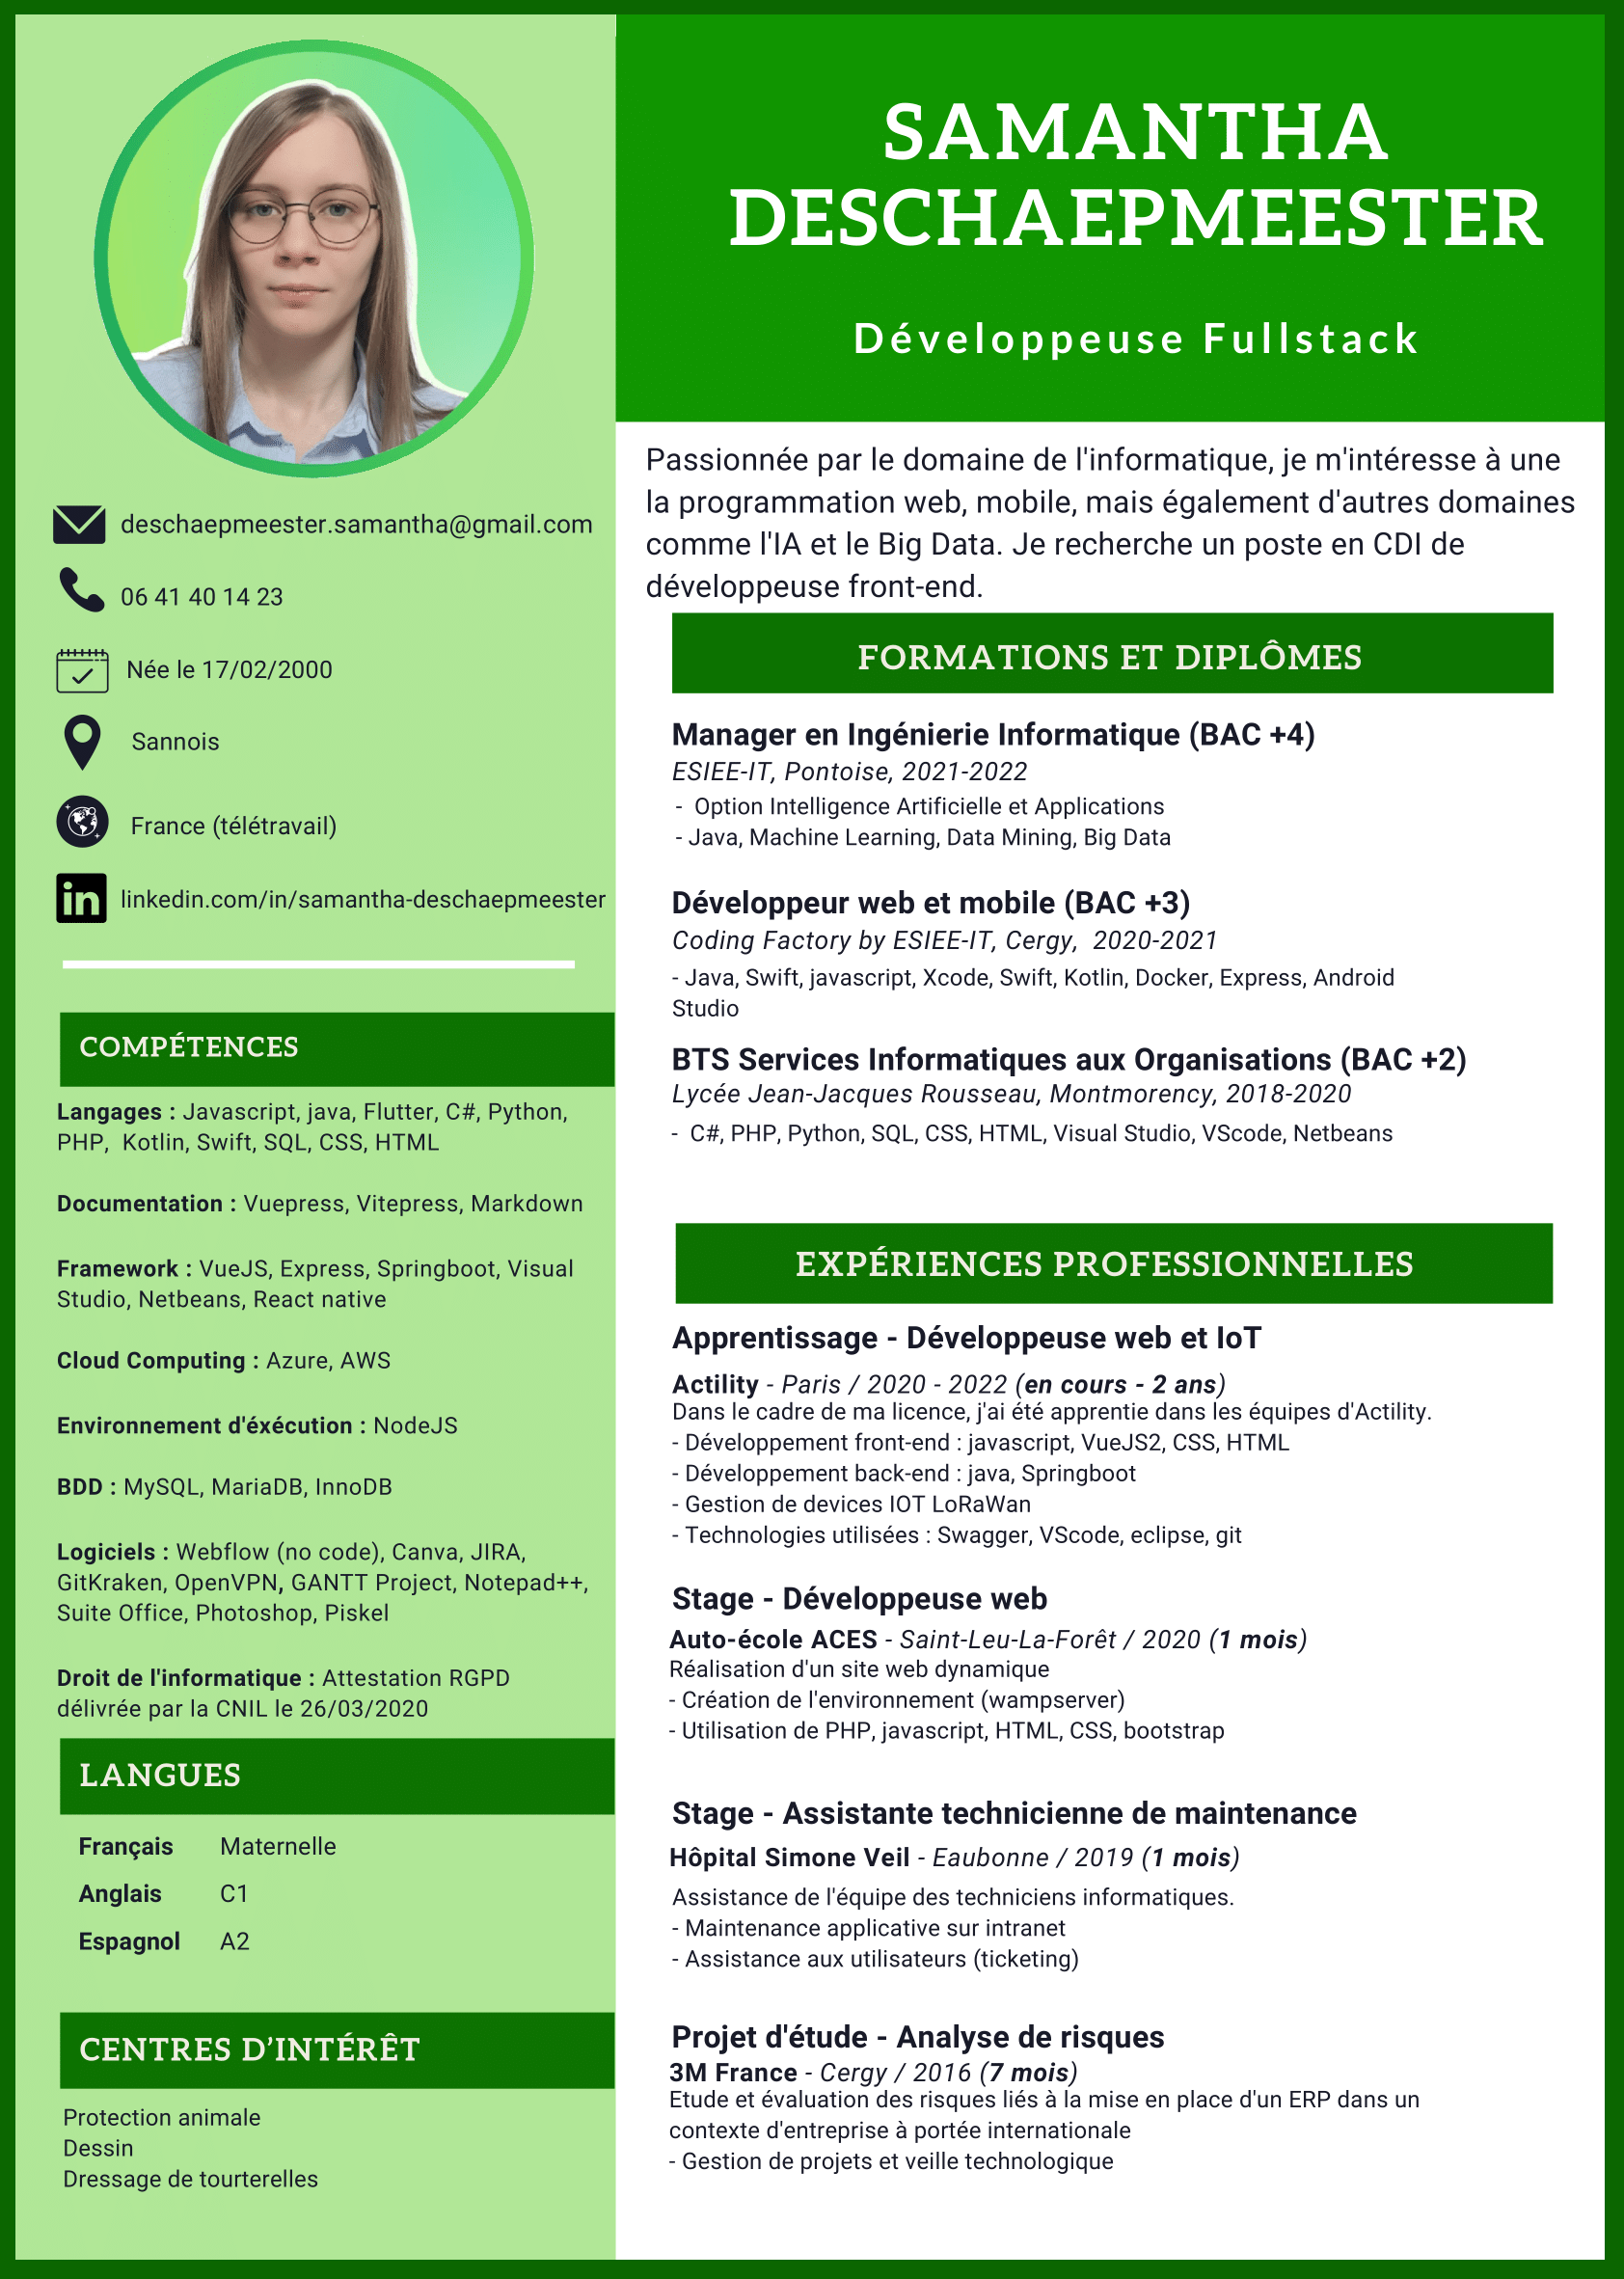 SAMANTHA
DESCHAEPMEESTER
Développeuse Fullstack
deschaepmeester.samantha@gmail.com
06 41 40 14 23
Née le 17/02/2000
Sannois
France (télétravail)
in linkedin.com/in/samantha-deschaepmeester
COMPÉTENCES
Langages : Javascript, java, Flutter, C#, Python,
PHP, Kotlin, Swift, SQL, CSS, HTML
Documentation : Vuepress, Vitepress, Markdown
Framework : VueJS, Express, Springboot, Visual
Studio, Netbeans, React native
Cloud Computing : Azure, AWS
Environnement d'éxécution : NodeJS
BDD : MySQL, MariaDB, InnoDB
Logiciels : Webflow (no code), Canva, JIRA,
GitKraken, OpenVPN, GANTT Project, Notepad++,
Suite Office, Photoshop, Piskel
Droit de l'informatique : Attestation RGPD
délivrée par la CNIL le 26/03/2020
LANGUES
Français Maternelle
Anglais C1
Espagnol A2
CENTRES D’INTÉRÊT
Protection animale
Dessin
Dressage de tourterelles
Passionnée par le domaine de l'informatique, je m'intéresse à une
la programmation web, mobile, mais également d'autres domaines
comme l'IA et le Big Data. Je recherche un poste en CDI de
développeuse front-end.
FORMATIONS ET DIPLÔMES
Manager en Ingénierie Informatique (BAC +4)
ESIEE-IT, Pontoise, 2021-2022
- Option Intelligence Artificielle et Applications
- Java, Machine Learning, Data Mining, Big Data
Développeur web et mobile (BAC +3)
Coding Factory by ESIEE-IT, Cergy, 2020-2021
- Java, Swift, javascript, Xcode, Swift, Kotlin, Docker, Express, Android
Studio
BTS Services Informatiques aux Organisations (BAC +2)
Lycée Jean-Jacques Rousseau, Montmorency, 2018-2020
- C#, PHP, Python, SQL, CSS, HTML, Visual Studio, VScode, Netbeans
EXPÉRIENCES PROFESSIONNELLES
Apprentissage - Développeuse web et IoT
Actility - Paris / 2020 - 2022 (en cours - 2 ans)
Dans le cadre de ma licence, j'ai été apprentie dans les équipes d'Actility.
- Développement front-end : javascript, VueJS2, CSS, HTML
- Développement back-end : java, Springboot
- Gestion de devices IOT LoRaWan
- Technologies utilisées : Swagger, VScode, eclipse, git
Stage - Développeuse web
Auto-école ACES - Saint-Leu-La-Forêt / 2020 (1 mois)
Réalisation d'un site web dynamique
- Création de l'environnement (wampserver)
- Utilisation de PHP, javascript, HTML, CSS, bootstrap
Stage - Assistante technicienne de maintenance
Hôpital Simone Veil - Eaubonne / 2019 (1 mois)
Assistance de l'équipe des techniciens informatiques.
- Maintenance applicative sur intranet
- Assistance aux utilisateurs (ticketing)
Projet d'étude - Analyse de risques
3M France - Cergy / 2016 (7 mois)
Etude et évaluation des risques liés à la mise en place d'un ERP dans un
contexte d'entreprise à portée internationale
- Gestion de projets et veille technologique